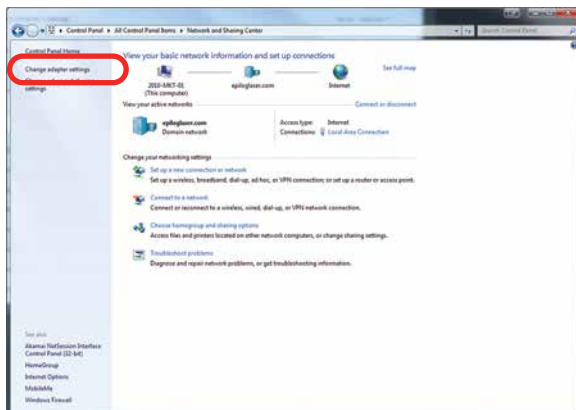 Control Panel ▸ All Control Panel Items ▸ Network and Sharing Center
Search Control Panel
Control Panel Home
Change adapter settings
settings
View your basic network information and set up connections
See full map
2010-MKT-01
(This computer)
epiloglaser.com
Internet
View your active networks
Connect or disconnect
epiloglaser.com
Domain network
Access type: Internet
Connections: Local Area Connection
Change your networking settings
Set up a new connection or network
Set up a wireless, broadband, dial-up, ad hoc, or VPN connection; or set up a router or access point.
Connect to a network
Connect or reconnect to a wireless, wired, dial-up, or VPN network connection.
Choose homegroup and sharing options
Access files and printers located on other network computers, or change sharing settings.
Troubleshoot problems
Diagnose and repair network problems, or get troubleshooting information.
See also
Akamai NetSession Interface
Control Panel (32-bit)
HomeGroup
Internet Options
MobileMe
Windows Firewall